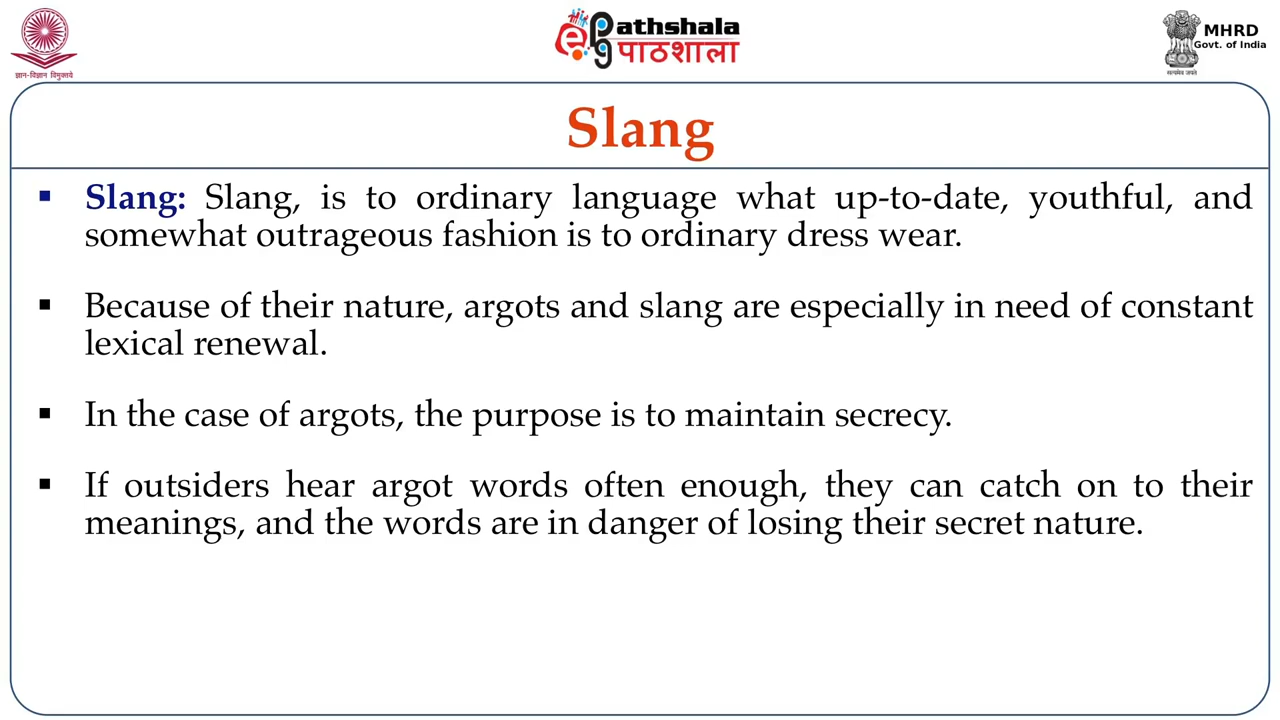 ज्ञान-विज्ञान विमुक्तये
e
PG
athshala
पाठशाला
सत्यमेव जयते
MHRD
Govt. of India
Slang
▪ Slang: Slang, is to ordinary language what up-to-date, youthful, and
somewhat outrageous fashion is to ordinary dress wear.
▪ Because of their nature, argots and slang are especially in need of constant
lexical renewal.
▪ In the case of argots, the purpose is to maintain secrecy.
▪ If outsiders hear argot words often enough, they can catch on to their
meanings, and the words are in danger of losing their secret nature.